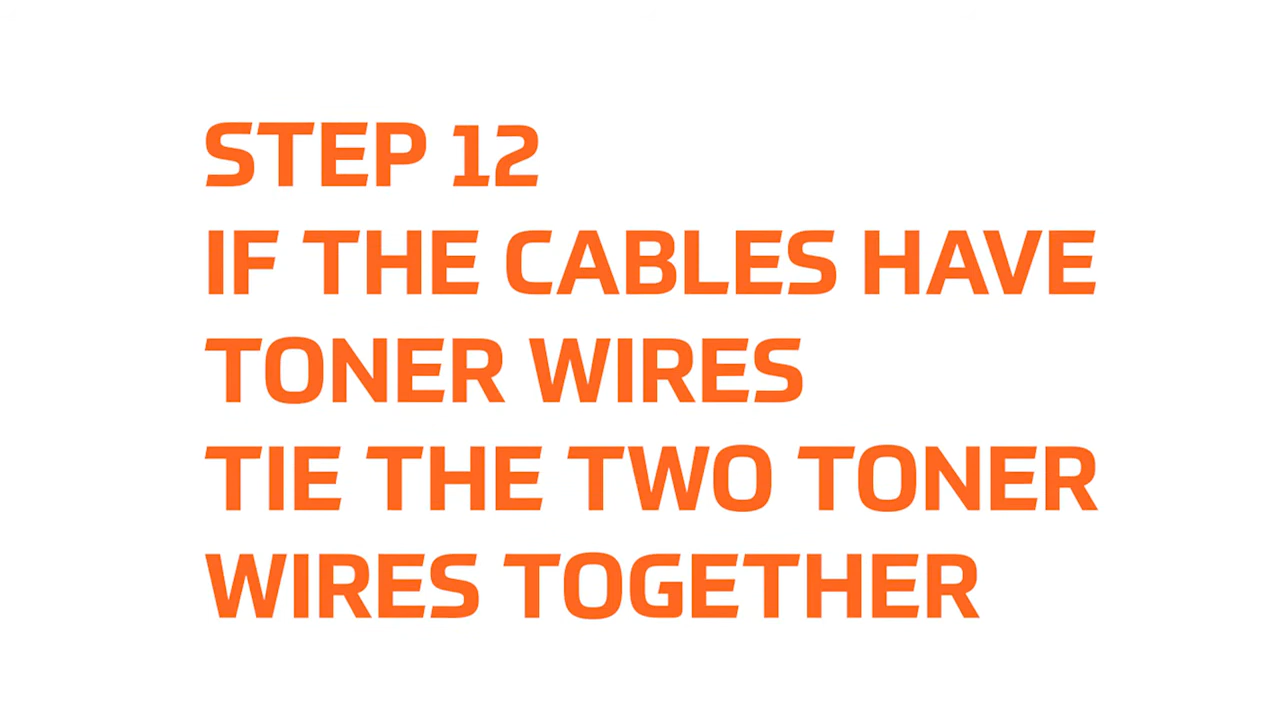 STEP 12
IF THE CABLES HAVE
TONER WIRES
TIE THE TWO TONER
WIRES TOGETHER